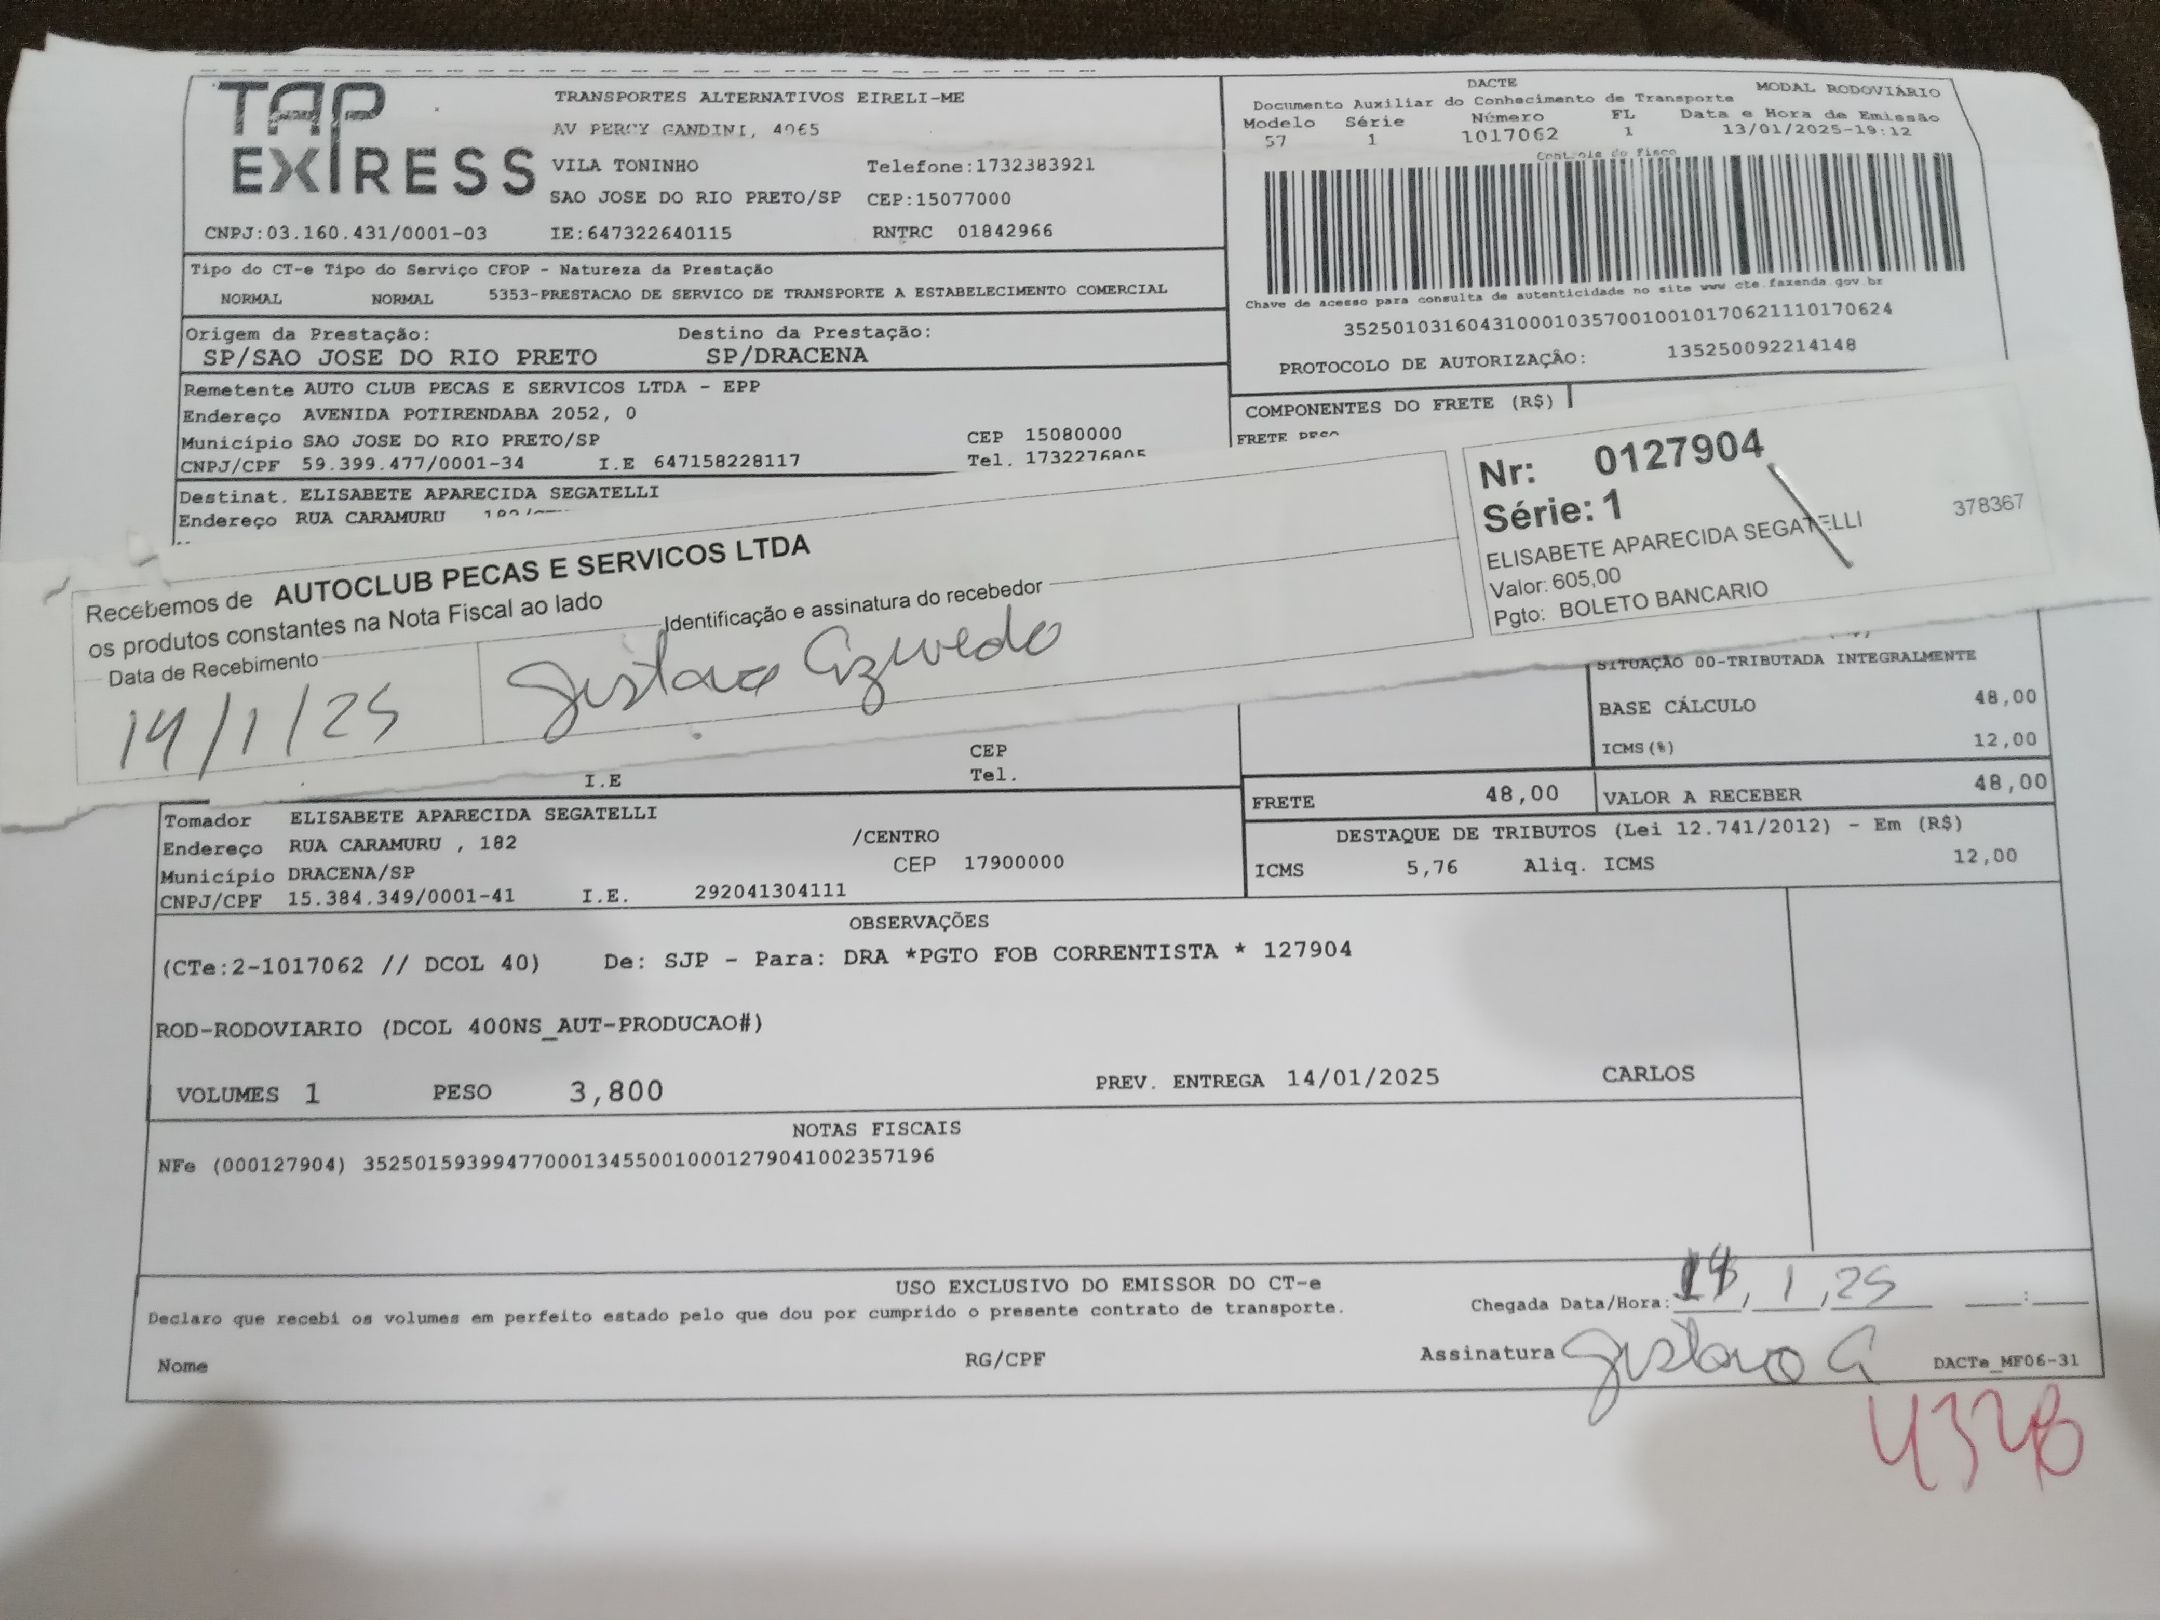 TAP EXPRESS
TRANSPORTES ALTERNATIVOS EIRELI-ME
AV PERCY GANDINI, 4065
VILA TONINHO Telefone:1732383921
SAO JOSE DO RIO PRETO/SP CEP:15077000
CNPJ:03.160.431/0001-03 IE:647322640115 RNTRC 01842966
DACTE MODAL RODOVIÁRIO
Documento Auxiliar do Conhecimento de Transporte
Modelo Série Número FL Data e Hora de Emissão
57 1 1017062 1 13/01/2025-19:12
Controle do Fisco
Chave de acesso para consulta de autenticidade no site www cte.fazenda.gov.br
35250103160431000103570010010170621110170624
PROTOCOLO DE AUTORIZAÇÃO: 135250092214148
Tipo do CT-e Tipo do Serviço CFOP - Natureza da Prestação
NORMAL NORMAL 5353-PRESTACAO DE SERVICO DE TRANSPORTE A ESTABELECIMENTO COMERCIAL
Origem da Prestação: Destino da Prestação:
SP/SAO JOSE DO RIO PRETO SP/DRACENA
Remetente AUTO CLUB PECAS E SERVICOS LTDA - EPP
Endereço AVENIDA POTIRENDABA 2052, 0
Município SAO JOSE DO RIO PRETO/SP CEP 15080000
CNPJ/CPF 59.399.477/0001-34 I.E 647158228117 Tel. 1732276805
COMPONENTES DO FRETE (R$)
FRETE PESO
Destinat. ELISABETE APARECIDA SEGATELLI
Endereço RUA CARAMURU 182
Recebemos de AUTOCLUB PECAS E SERVICOS LTDA
os produtos constantes na Nota Fiscal ao lado
Data de Recebimento Identificação e assinatura do recebedor
14/1/25 Gustavo Azevedo
Nr: 0127904
Série: 1
ELISABETE APARECIDA SEGATELLI 378367
Valor: 605,00
Pgto: BOLETO BANCARIO
SITUAÇÃO 00-TRIBUTADA INTEGRALMENTE
BASE CÁLCULO 48,00
ICMS(%) 12,00
CEP
I.E Tel.
FRETE 48,00 VALOR A RECEBER 48,00
DESTAQUE DE TRIBUTOS (Lei 12.741/2012) - Em (R$)
ICMS 5,76 Aliq. ICMS 12,00
Tomador ELISABETE APARECIDA SEGATELLI
Endereço RUA CARAMURU , 182 /CENTRO
Município DRACENA/SP CEP 17900000
CNPJ/CPF 15.384.349/0001-41 I.E. 292041304111
OBSERVAÇÕES
(CTe:2-1017062 // DCOL 40) De: SJP - Para: DRA *PGTO FOB CORRENTISTA * 127904
ROD-RODOVIARIO (DCOL 400NS_AUT-PRODUCAO#)
VOLUMES 1 PESO 3,800 PREV. ENTREGA 14/01/2025 CARLOS
NOTAS FISCAIS
NFe (000127904) 35250159399477000134550010001279041002357196
USO EXCLUSIVO DO EMISSOR DO CT-e
Declaro que recebi os volumes em perfeito estado pelo que dou por cumprido o presente contrato de transporte.
Chegada Data/Hora: 14/1/25 __:__
Nome RG/CPF Assinatura Gustavo A DACTe_MF06-31